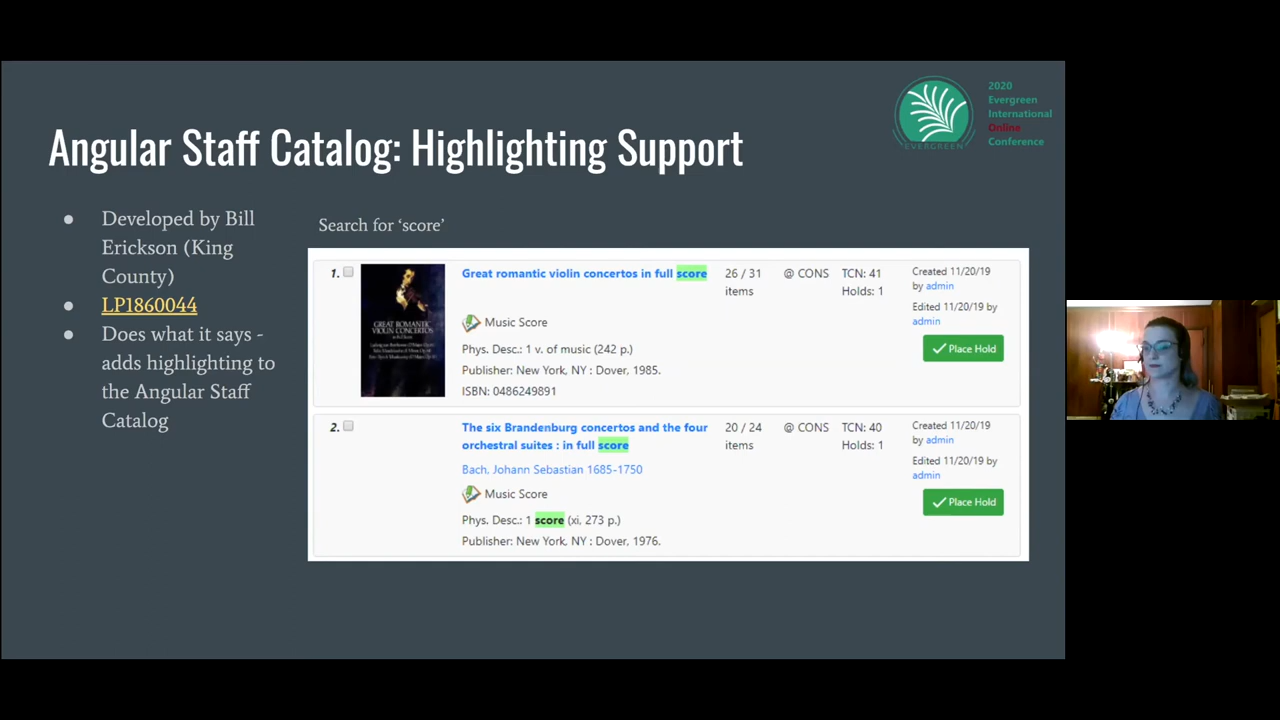 2020
Evergreen
International
Online
Conference
EVERGREEN
Angular Staff Catalog: Highlighting Support
● Developed by Bill
Erickson (King
County)
● LP1860044
● Does what it says -
adds highlighting to
the Angular Staff
Catalog
Search for ‘score’
1.
GREAT ROMANTIC
VIOLIN CONCERTOS
Great romantic violin concertos in full score
Music Score
Phys. Desc.: 1 v. of music (242 p.)
Publisher: New York, NY : Dover, 1985.
ISBN: 0486249891
26 / 31
items
@ CONS
TCN: 41
Holds: 1
Created 11/20/19
by admin
Edited 11/20/19 by
admin
Place Hold
2.
The six Brandenburg concertos and the four
orchestral suites : in full score
Bach, Johann Sebastian 1685-1750
Music Score
Phys. Desc.: 1 score (xi, 273 p.)
Publisher: New York, NY : Dover, 1976.
20 / 24
items
@ CONS
TCN: 40
Holds: 1
Created 11/20/19
by admin
Edited 11/20/19 by
admin
Place Hold